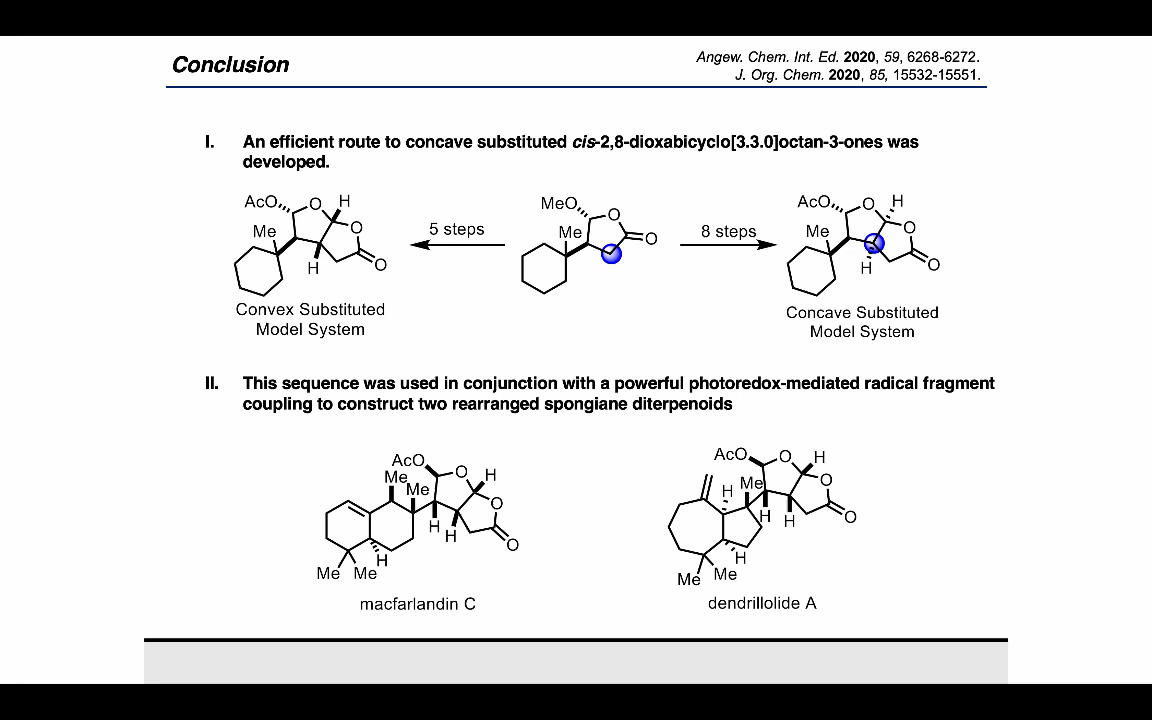 Conclusion
Angew. Chem. Int. Ed. 2020, 59, 6268-6272.
J. Org. Chem. 2020, 85, 15532-15551.
I. An efficient route to concave substituted cis-2,8-dioxabicyclo[3.3.0]octan-3-ones was
developed.
AcO O H
Me O
H O
Convex Substituted
Model System
5 steps
MeO O
Me O
8 steps
AcO O H
Me O
H O
Concave Substituted
Model System
II. This sequence was used in conjunction with a powerful photoredox-mediated radical fragment
coupling to construct two rearranged spongiane diterpenoids
AcO O H
Me Me O
H H O
H
Me Me
macfarlandin C
AcO O H
H Me O
H H O
H
Me Me
dendrillolide A